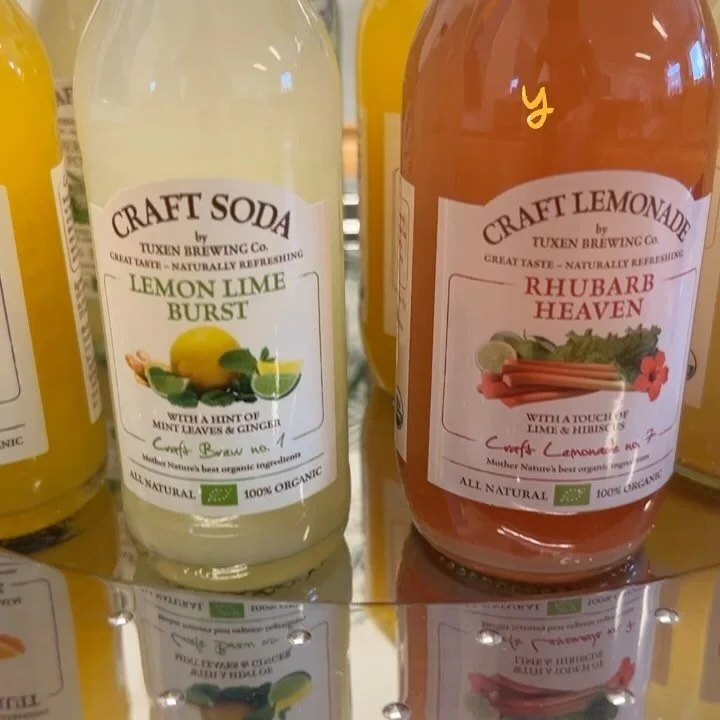 CRAFT SODA
by
TUXEN BREWING Co.
GREAT TASTE – NATURALLY REFRESHING
LEMON LIME
BURST
WITH A HINT OF
MINT LEAVES & GINGER
Craft Brew no. 1
Mother Nature's best organic ingredients
ALL NATURAL 100% ORGANIC
y
CRAFT LEMONADE
by
TUXEN BREWING Co.
GREAT TASTE – NATURALLY REFRESHING
RHUBARB
HEAVEN
WITH A TOUCH OF
LIME & HIBISCUS
Craft Lemonade no. 7
Mother Nature's best organic ingredients
ALL NATURAL 100% ORGANIC